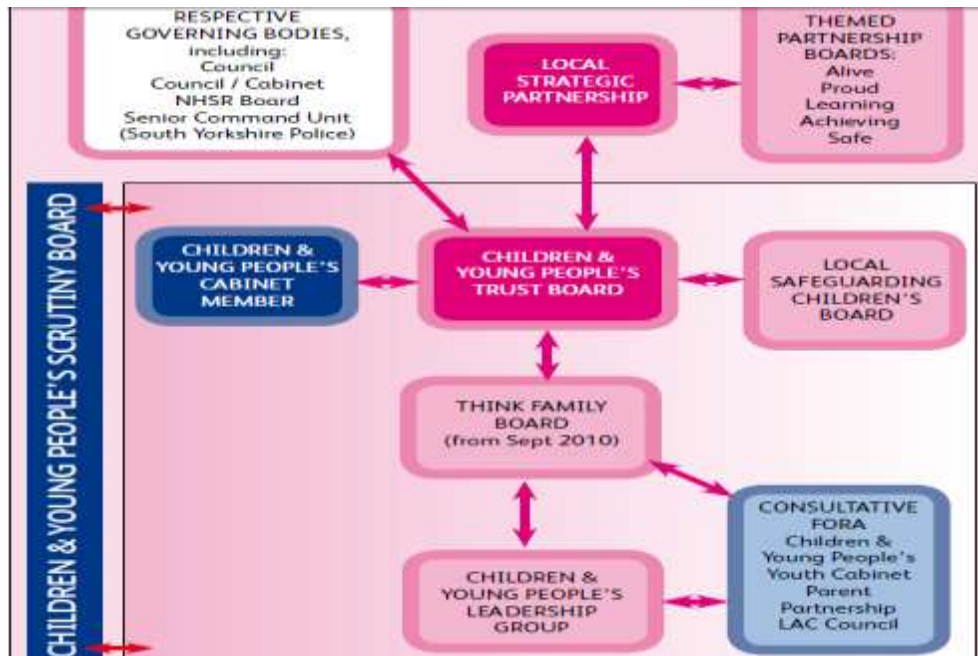 RESPECTIVE
GOVERNING BODIES,
including:
Council
Council / Cabinet
NHSR Board
Senior Command Unit
(South Yorkshire Police)
LOCAL
STRATEGIC
PARTNERSHIP
THEMED
PARTNERSHIP
BOARDS:
Alive
Proud
Learning
Achieving
Safe
CHILDREN & YOUNG PEOPLE'S SCRUTINY BOARD
CHILDREN &
YOUNG PEOPLE'S
CABINET
MEMBER
CHILDREN &
YOUNG PEOPLE'S
TRUST BOARD
LOCAL
SAFEGUARDING
CHILDREN'S
BOARD
THINK FAMILY
BOARD
(from Sept 2010)
CHILDREN &
YOUNG PEOPLE'S
LEADERSHIP
GROUP
CONSULTATIVE
FORA
Children &
Young People's
Youth Cabinet
Parent
Partnership
LAC Council